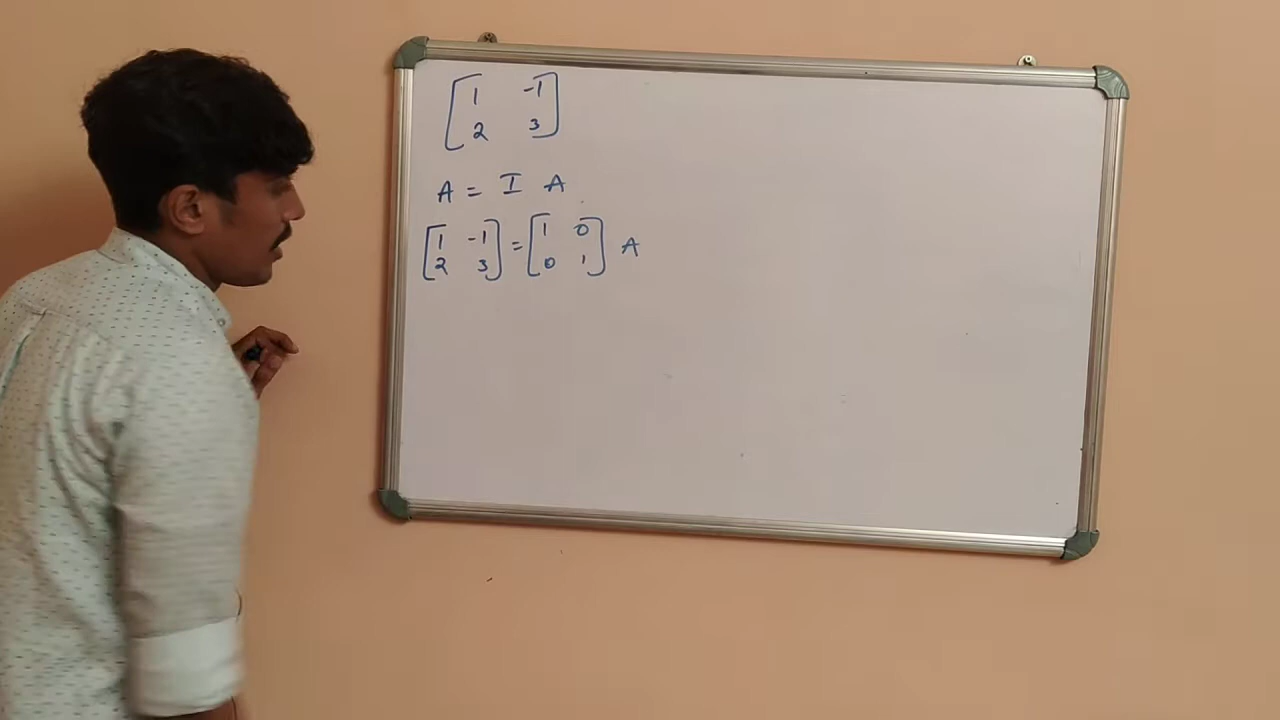 1 -1
2 3
A = I A
[1 -1] = [1 0] A
[2 3] [0 1]